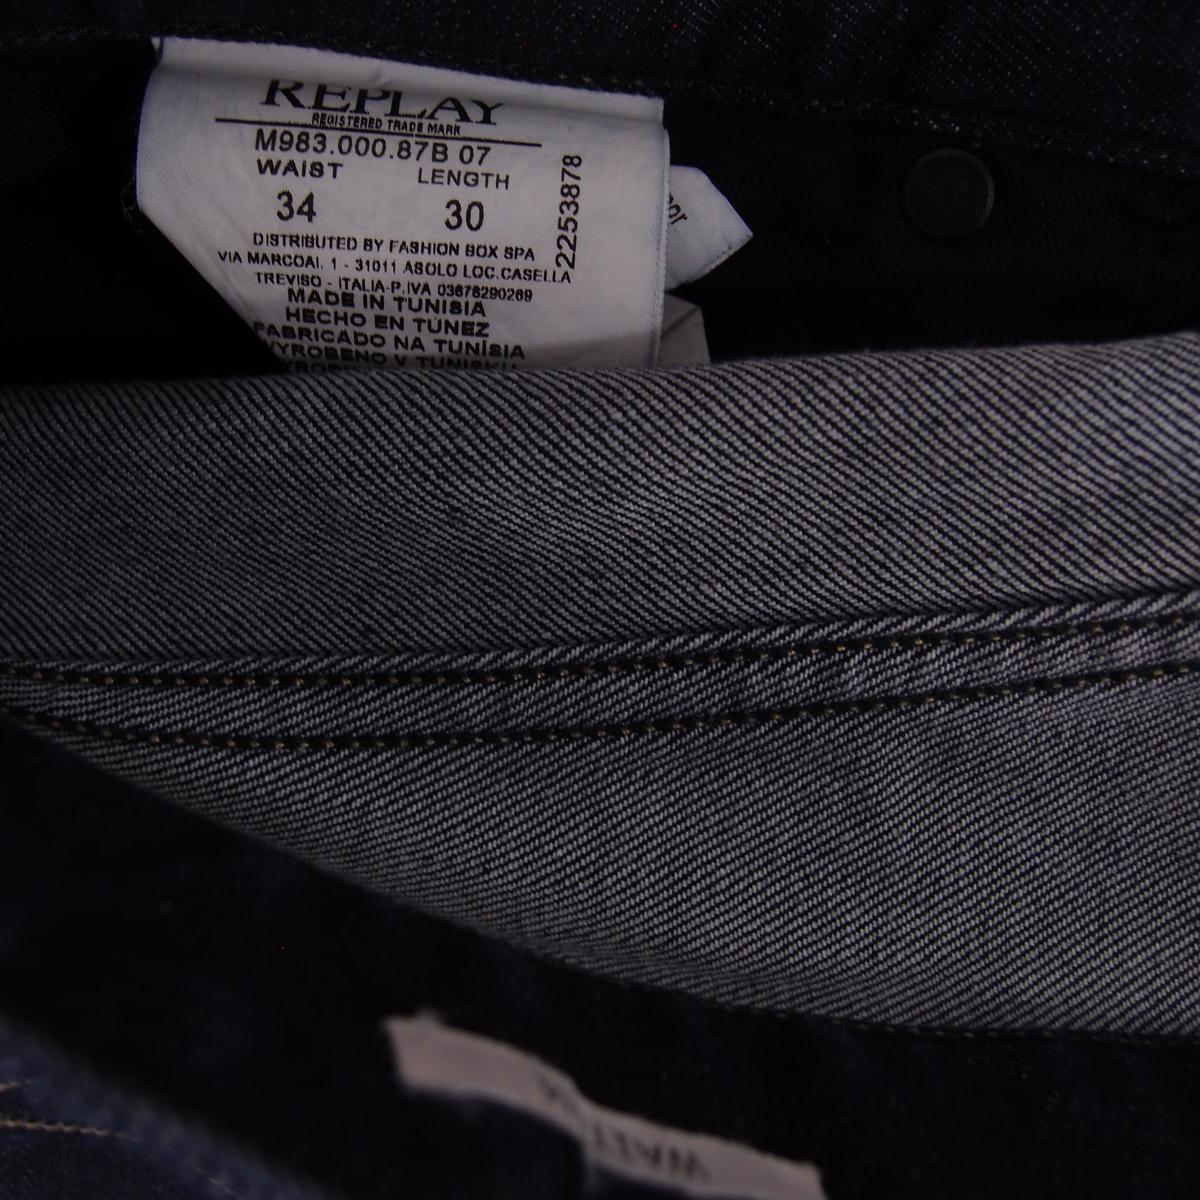 REPLAY
REGISTERED TRADE MARK
M983.000.87B 07
WAIST LENGTH
34 30
2253878
DISTRIBUTED BY FASHION BOX SPA
VIA MARCOAI, 1 - 31011 ASOLO LOC.CASELLA
TREVISO - ITALIA-P.IVA 03676290269
MADE IN TUNISIA
HECHO EN TÚNEZ
FABRICADO NA TUNÍSIA
VYROBENO V TUNISKU